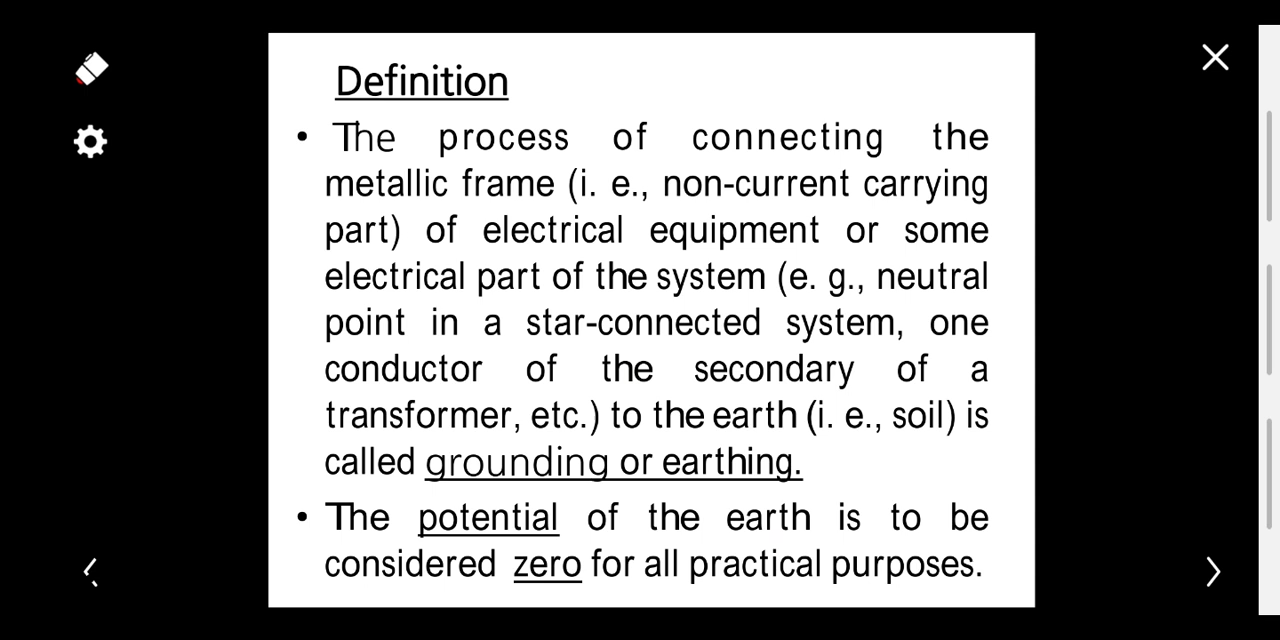 Definition
• The process of connecting the
metallic frame (i. e., non-current carrying
part) of electrical equipment or some
electrical part of the system (e. g., neutral
point in a star-connected system, one
conductor of the secondary of a
transformer, etc.) to the earth (i. e., soil) is
called grounding or earthing.
• The potential of the earth is to be
considered zero for all practical purposes.